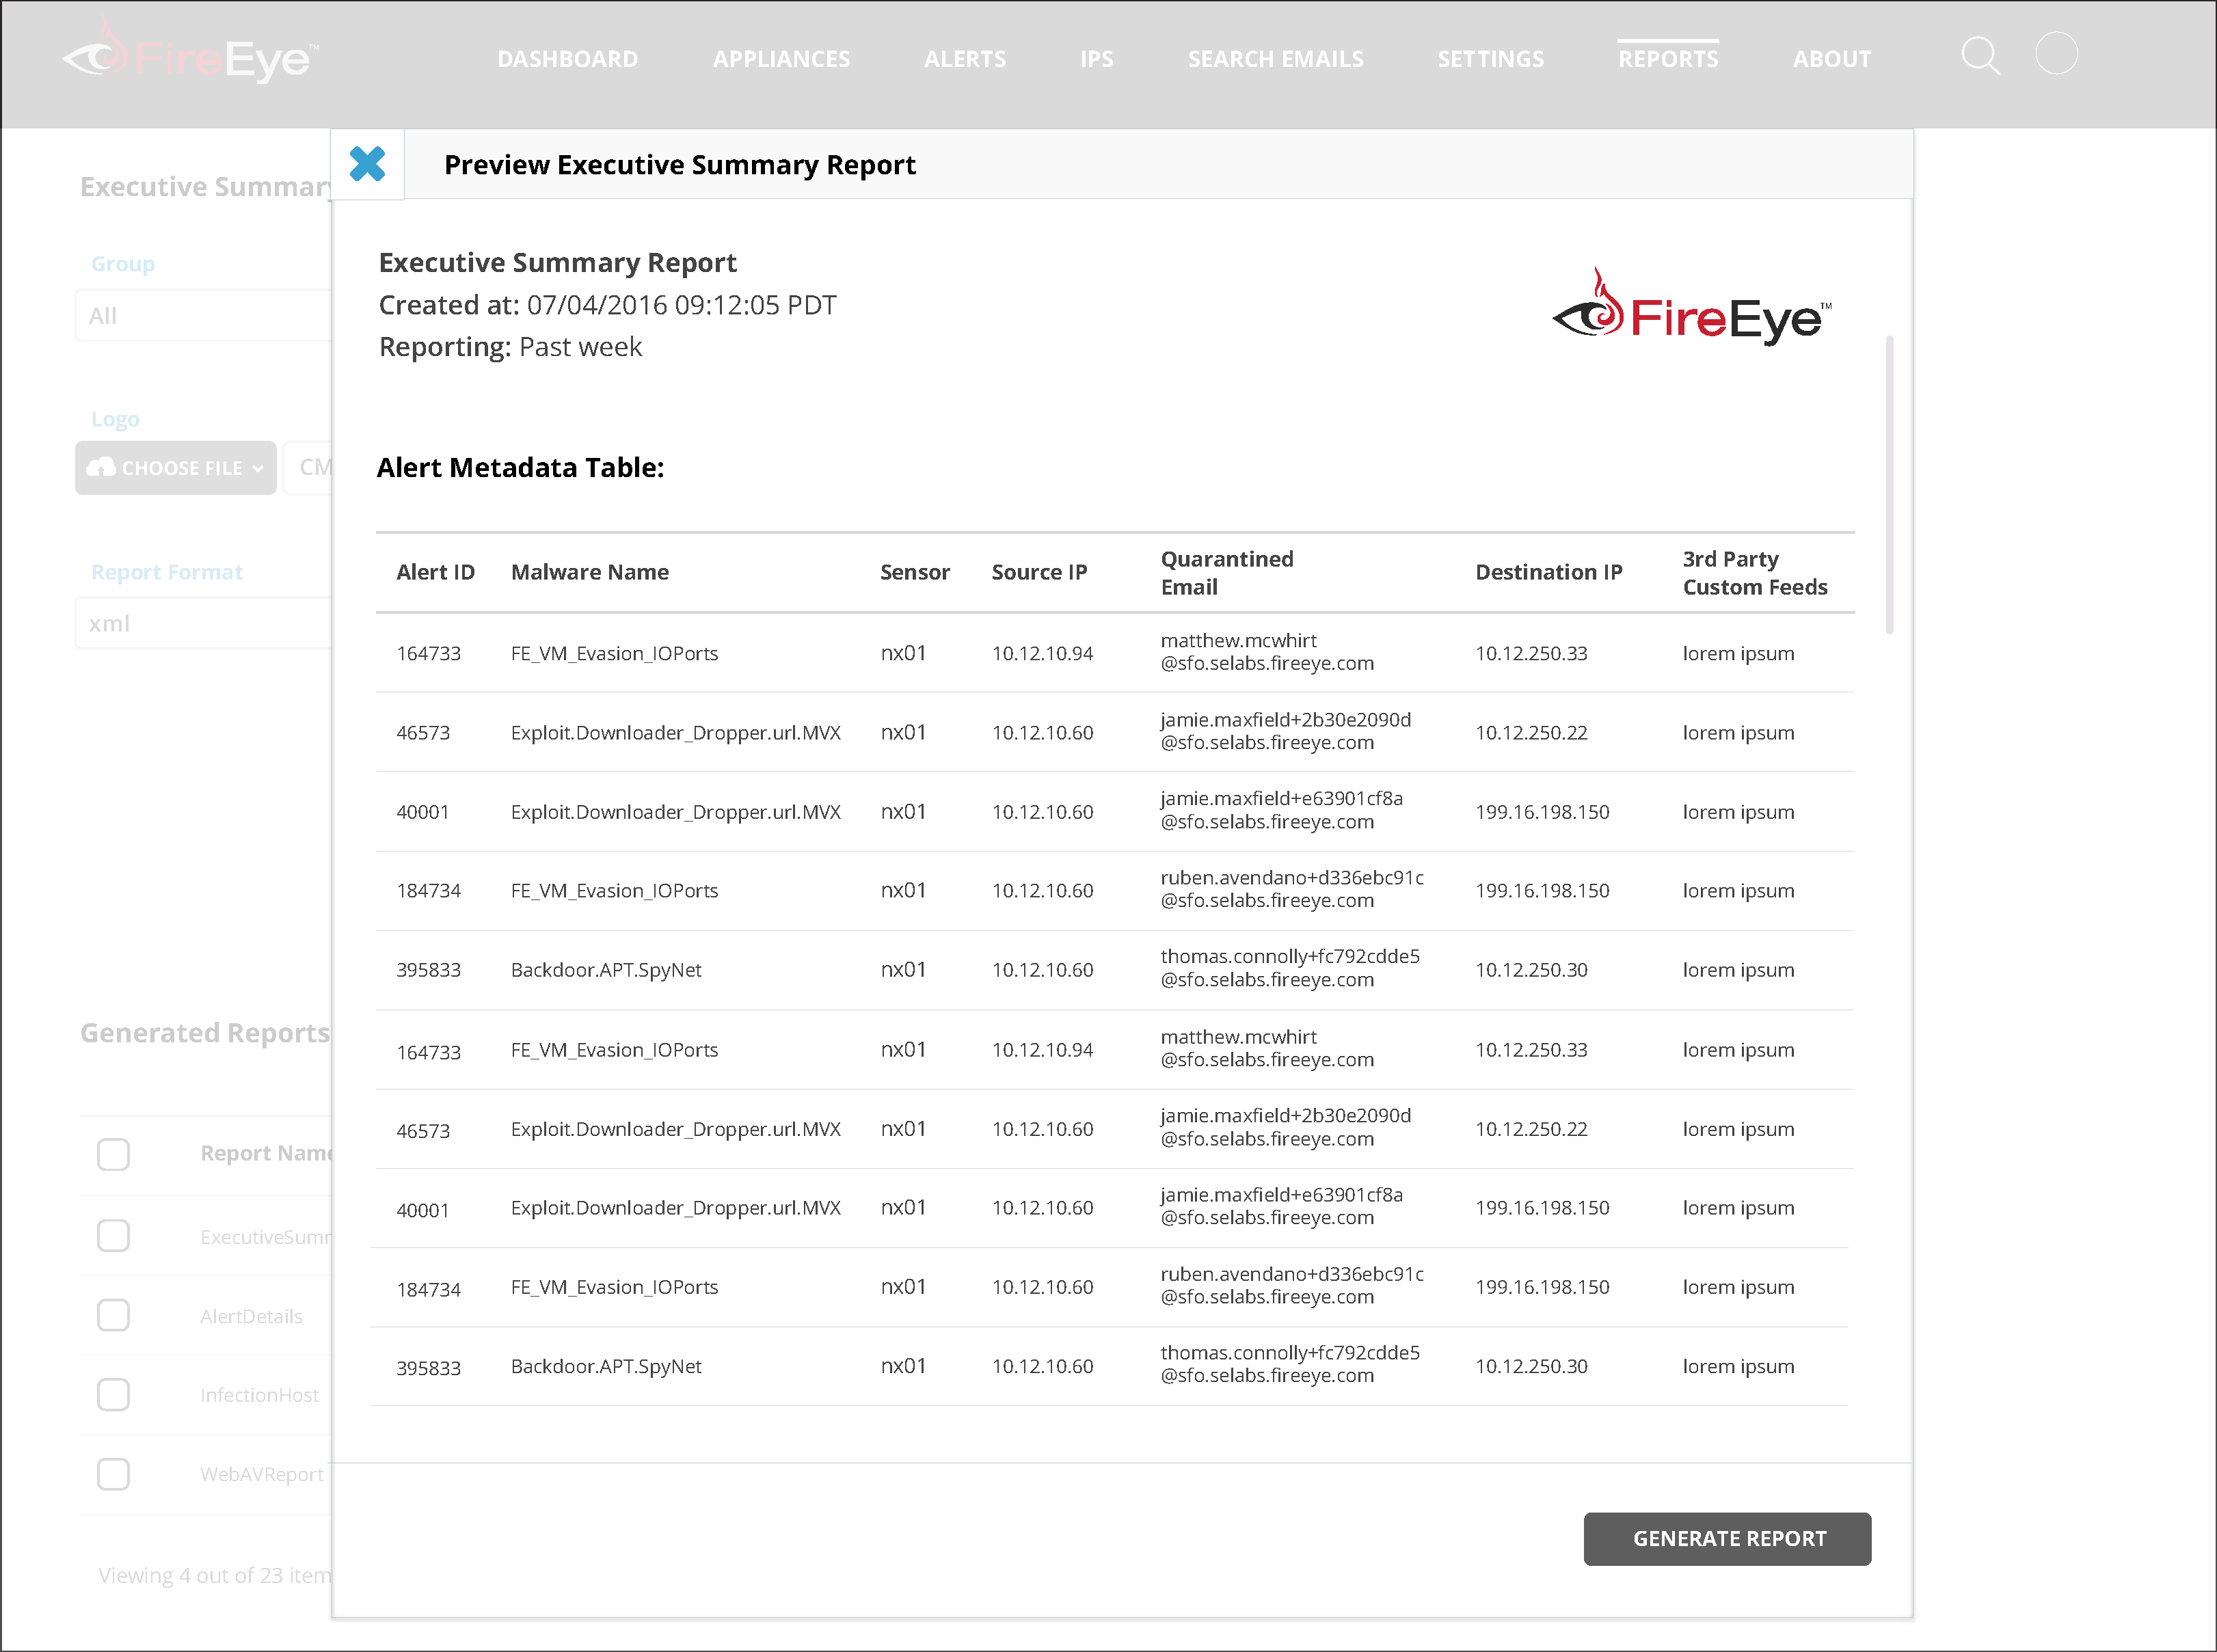 FireEye™
DASHBOARD APPLIANCES ALERTS IPS SEARCH EMAILS SETTINGS REPORTS ABOUT
Preview Executive Summary Report
Executive Summary
Group
All
Logo
CHOOSE FILE CM
Report Format
xml
Generated Reports
Report Name
ExecutiveSumm
AlertDetails
InfectionHost
WebAVReport
Viewing 4 out of 23 item
Executive Summary Report
Created at: 07/04/2016 09:12:05 PDT
Reporting: Past week
FireEye™
Alert Metadata Table:
Alert ID Malware Name Sensor Source IP Quarantined Email Destination IP 3rd Party Custom Feeds
164733 FE_VM_Evasion_IOPorts nx01 10.12.10.94 matthew.mcwhirt @sfo.selabs.fireeye.com 10.12.250.33 lorem ipsum
46573 Exploit.Downloader_Dropper.url.MVX nx01 10.12.10.60 jamie.maxfield+2b30e2090d @sfo.selabs.fireeye.com 10.12.250.22 lorem ipsum
40001 Exploit.Downloader_Dropper.url.MVX nx01 10.12.10.60 jamie.maxfield+e63901cf8a @sfo.selabs.fireeye.com 199.16.198.150 lorem ipsum
184734 FE_VM_Evasion_IOPorts nx01 10.12.10.60 ruben.avendano+d336ebc91c @sfo.selabs.fireeye.com 199.16.198.150 lorem ipsum
395833 Backdoor.APT.SpyNet nx01 10.12.10.60 thomas.connolly+fc792cdde5 @sfo.selabs.fireeye.com 10.12.250.30 lorem ipsum
164733 FE_VM_Evasion_IOPorts nx01 10.12.10.94 matthew.mcwhirt @sfo.selabs.fireeye.com 10.12.250.33 lorem ipsum
46573 Exploit.Downloader_Dropper.url.MVX nx01 10.12.10.60 jamie.maxfield+2b30e2090d @sfo.selabs.fireeye.com 10.12.250.22 lorem ipsum
40001 Exploit.Downloader_Dropper.url.MVX nx01 10.12.10.60 jamie.maxfield+e63901cf8a @sfo.selabs.fireeye.com 199.16.198.150 lorem ipsum
184734 FE_VM_Evasion_IOPorts nx01 10.12.10.60 ruben.avendano+d336ebc91c @sfo.selabs.fireeye.com 199.16.198.150 lorem ipsum
395833 Backdoor.APT.SpyNet nx01 10.12.10.60 thomas.connolly+fc792cdde5 @sfo.selabs.fireeye.com 10.12.250.30 lorem ipsum
GENERATE REPORT